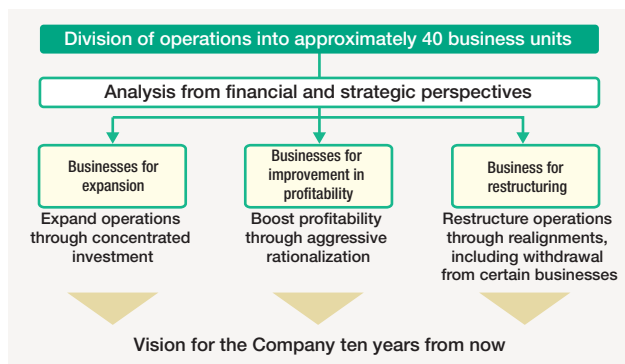 Division of operations into approximately 40 business units
Analysis from financial and strategic perspectives
Businesses for
expansion
Expand operations
through concentrated
investment
Businesses for
improvement in
profitability
Boost profitability
through aggressive
rationalization
Business for
restructuring
Restructure operations
through realignments,
including withdrawal
from certain businesses
Vision for the Company ten years from now